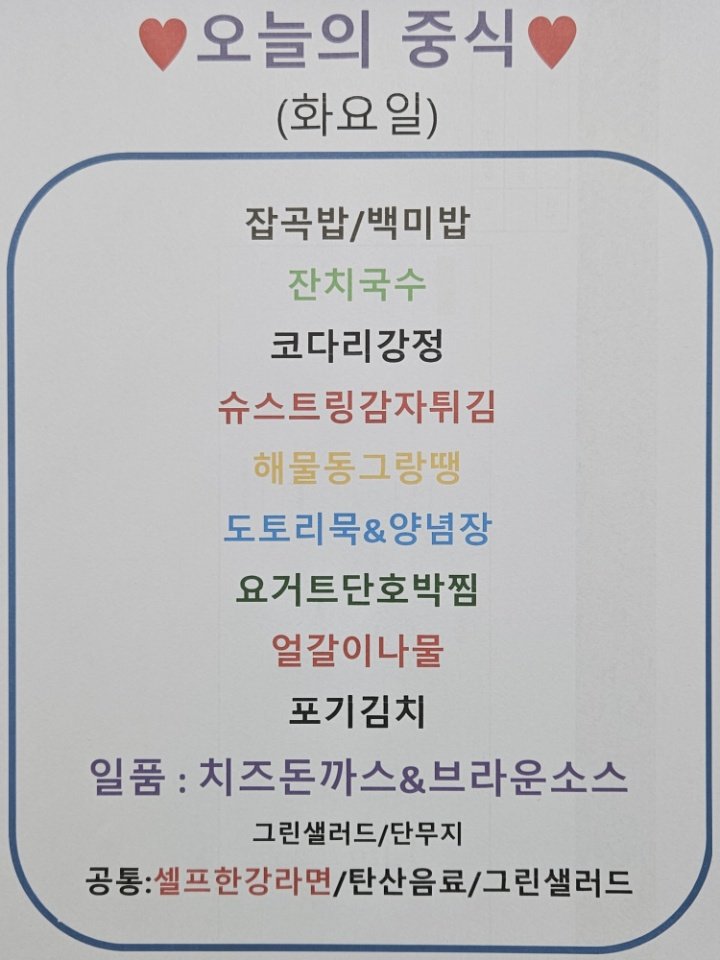 ♥오늘의 중식♥
(화요일)
잡곡밥/백미밥
잔치국수
코다리강정
슈스트링감자튀김
해물동그랑땡
도토리묵&양념장
요거트단호박찜
얼갈이나물
포기김치
일품 : 치즈돈까스&브라운소스
그린샐러드/단무지
공통:셀프한강라면/탄산음료/그린샐러드